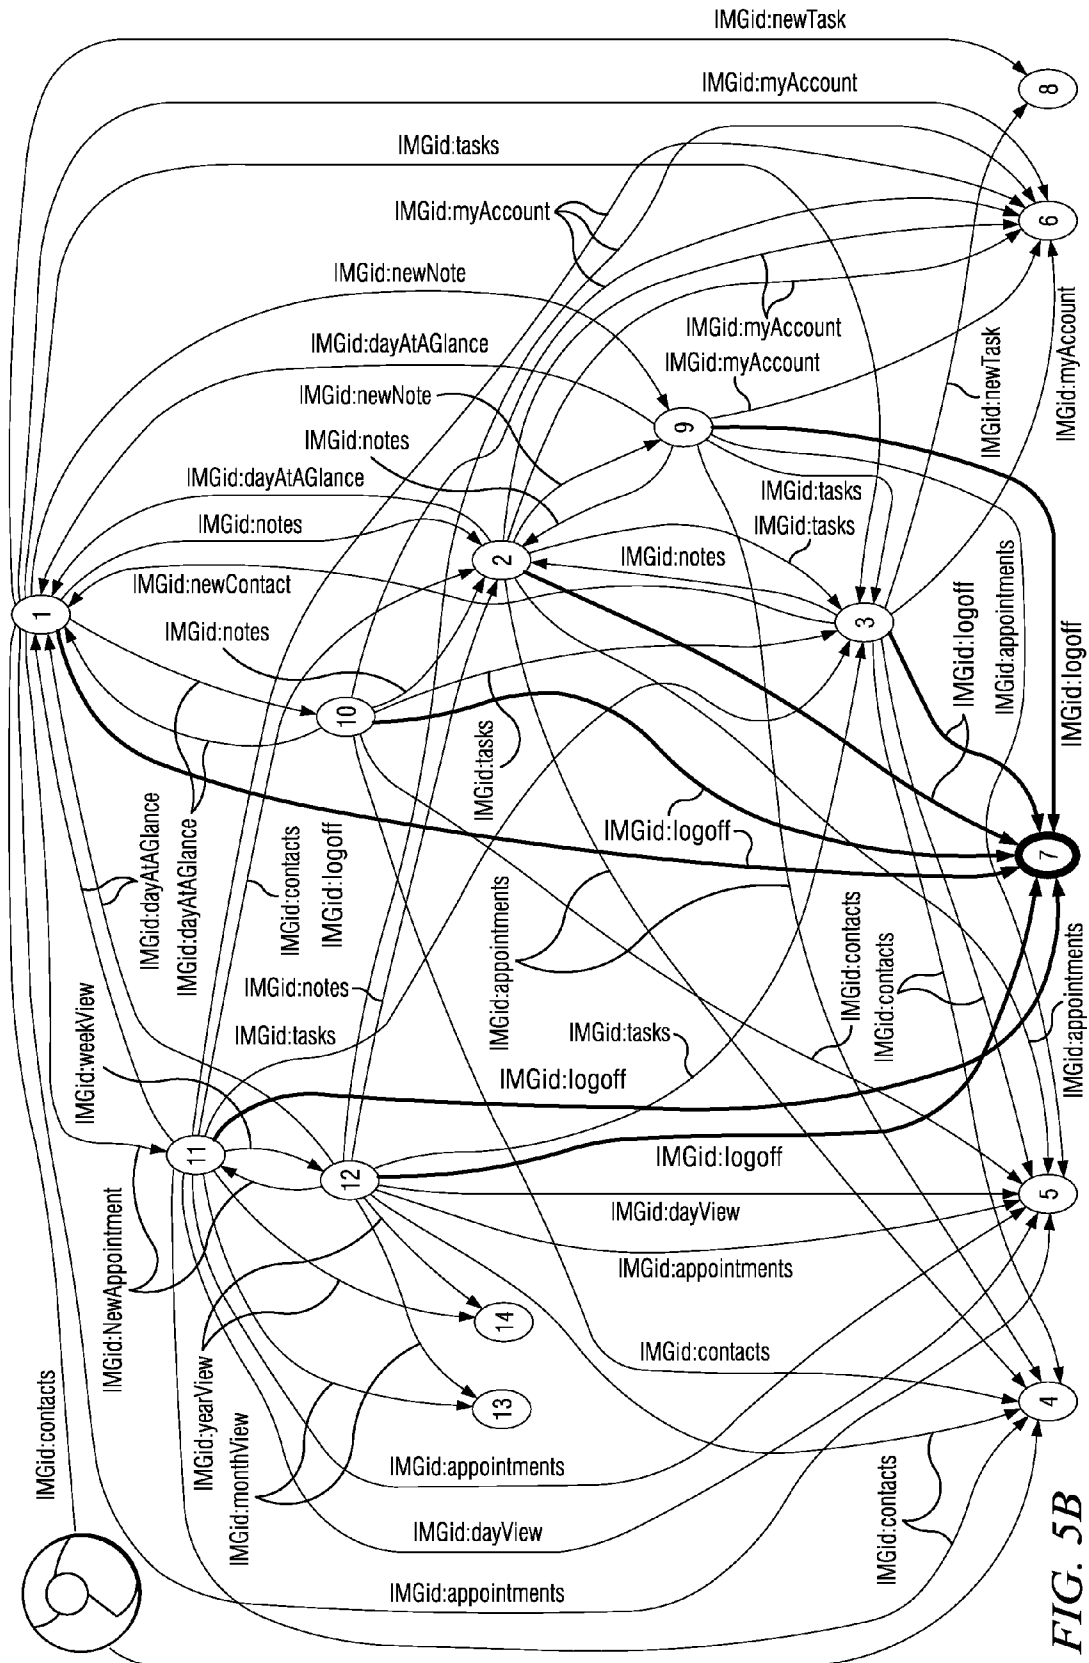 IMGid:newTask
8
IMGid:myAccount
IMGid:tasks
6
IMGid:myAccount
IMGid:newNote
IMGid:myAccount
IMGid:dayAtAGlance
IMGid:myAccount
IMGid:newTask
IMGid:myAccount
IMGid:newNote
9
IMGid:notes
IMGid:dayAtAGlance
IMGid:tasks
IMGid:notes
IMGid:tasks
2
IMGid:notes
IMGid:newContact
1
IMGid:notes
3
IMGid:logoff
IMGid:appointments
IMGid:logoff
10
IMGid:tasks
IMGid:logoff
7
IMGid:dayAtAGlance
IMGid:dayAtAGlance
IMGid:contacts
IMGid:logoff
IMGid:appointments
IMGid:contacts
IMGid:contacts
IMGid:notes
IMGid:tasks
IMGid:tasks
IMGid:appointments
IMGid:weekView
IMGid:logoff
11
IMGid:logoff
12
5
IMGid:dayView
IMGid:NewAppointment
IMGid:appointments
14
IMGid:contacts
13
4
IMGid:yearView
IMGid:monthView
IMGid:contacts
IMGid:appointments
IMGid:dayView
IMGid:contacts
IMGid:appointments
FIG. 5B